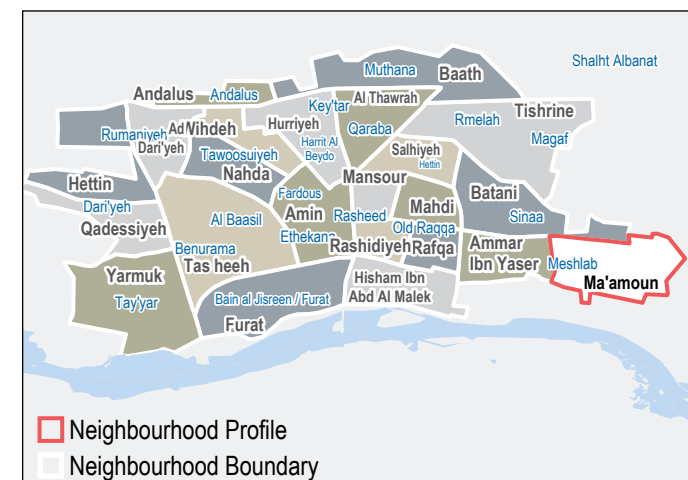 Shalht Albanat
Muthana
Baath
Andalus
Andalus
Key'tar
Al Thawrah
Tishrine
Rmelah
Magaf
Rumaniyeh
Ad Dari'yeh
Wihdeh
Hurriyeh
Harrit Al
Beydo
Qaraba
Salhiyeh
Hettin
Tawoosuiyeh
Nahda
Mansour
Hettin
Dari'yeh
Qadessiyeh
Fardous
Amin
Ethekana
Rasheed
Rashidiyeh
Mahdi
Old Raqqa
Rafqa
Batani
Sinaa
Al Baasil
Benurama
Tas heeh
Ammar
Ibn Yaser
Meshlab
Ma'amoun
Yarmuk
Tay'yar
Bain al Jisreen / Furat
Furat
Hisham Ibn
Abd Al Malek
Neighbourhood Profile
Neighbourhood Boundary